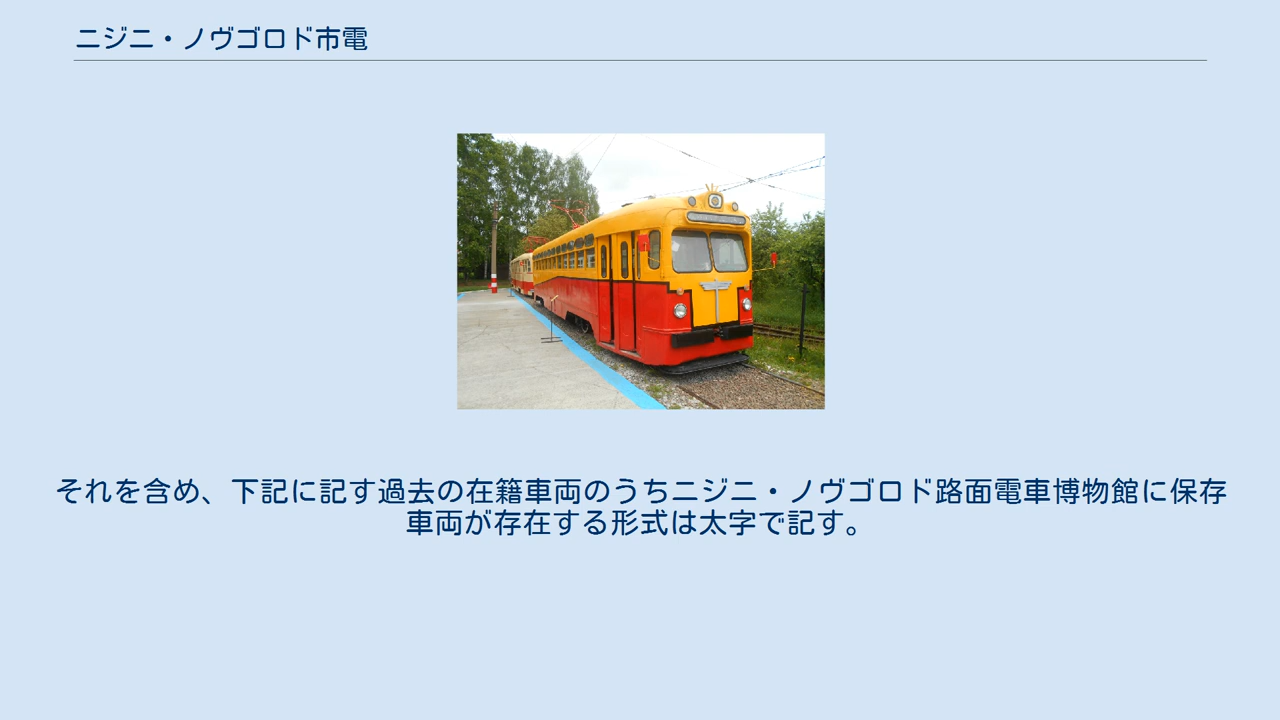 ニジニ・ノヴゴロド市電
それを含め、下記に記す過去の在籍車両のうちニジニ・ノヴゴロド路面電車博物館に保存
車両が存在する形式は太字で記す。